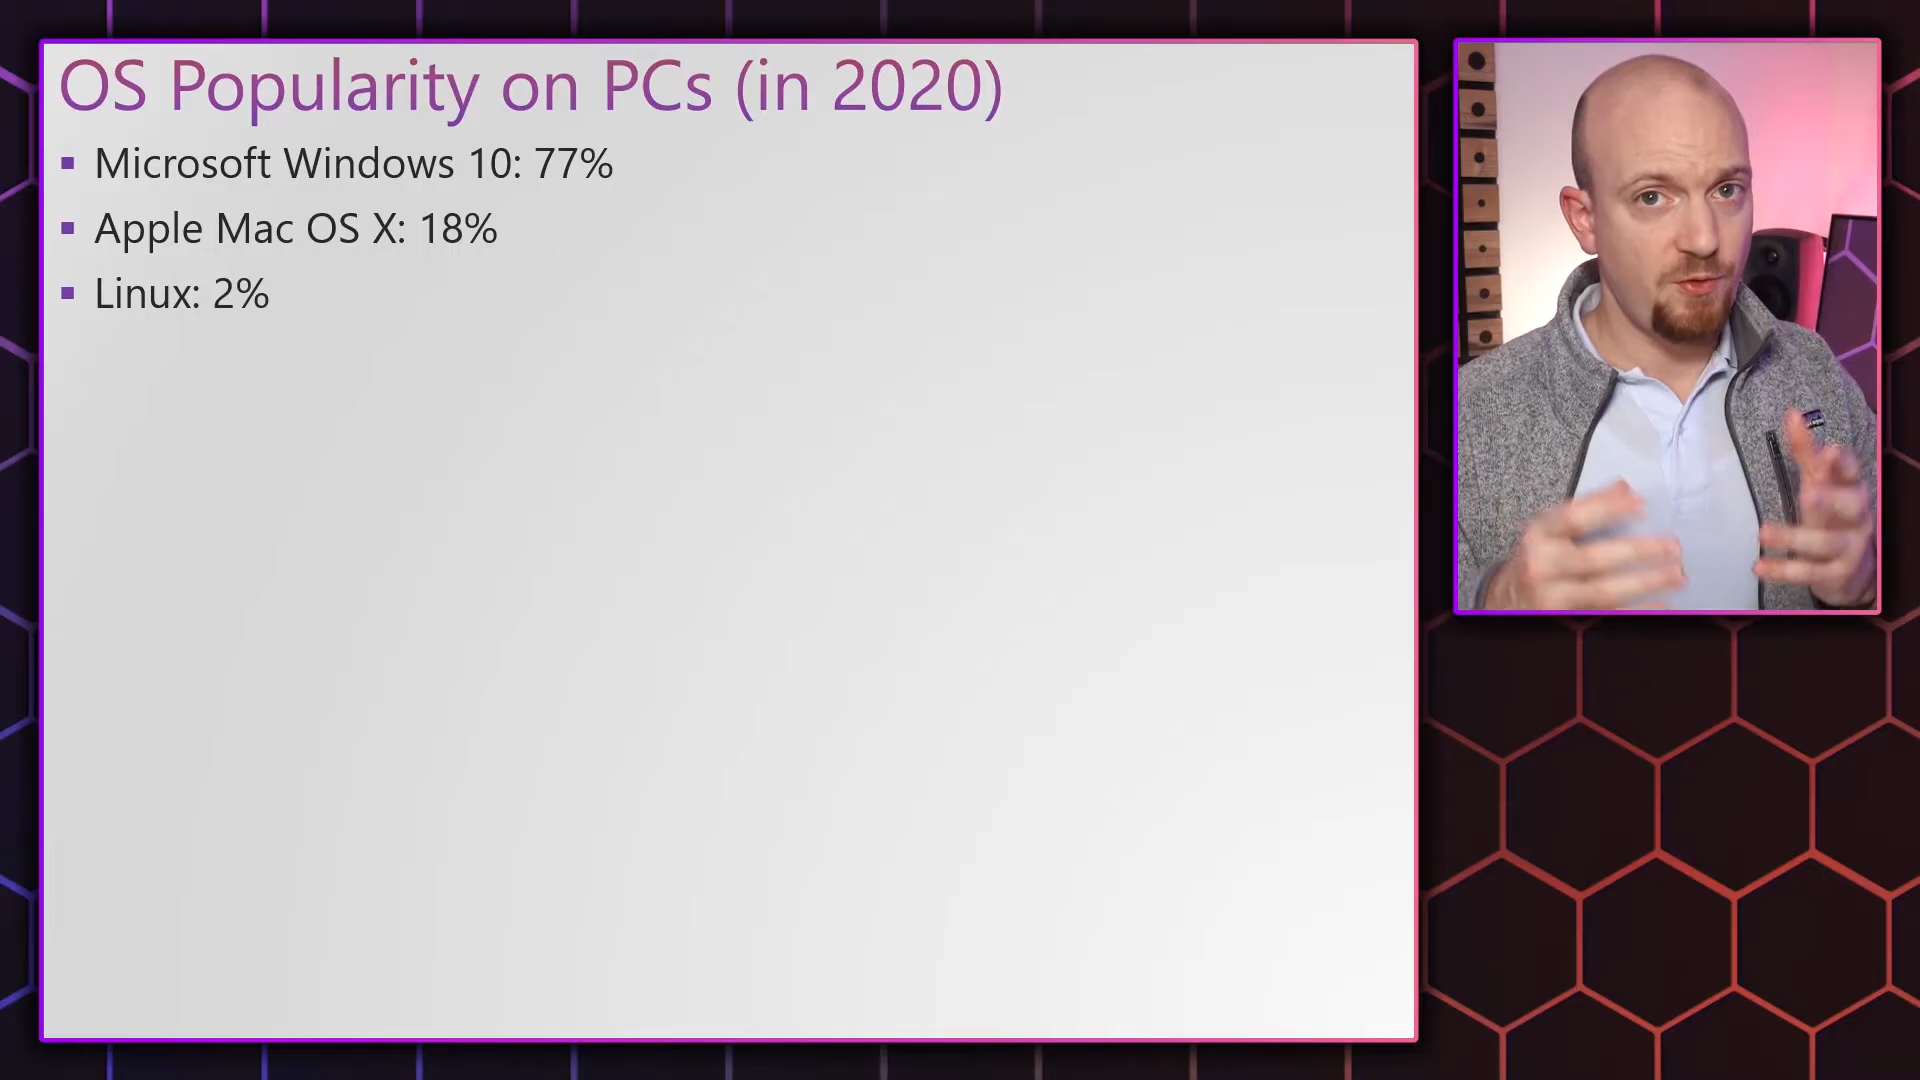 OS Popularity on PCs (in 2020)
Microsoft Windows 10: 77%
Apple Mac OS X: 18%
Linux: 2%